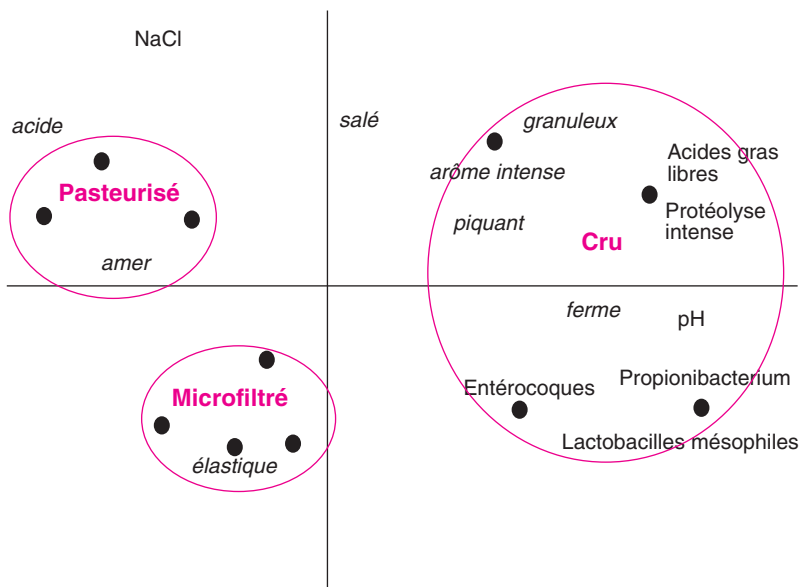 NaCl
acide
salé
granuleux
Pasteurisé
arôme intense
Acides gras
libres
piquant
Protéolyse
intense
Cru
amer
ferme
pH
Microfiltré
Entérocoques
Propionibacterium
élastique
Lactobacilles mésophiles